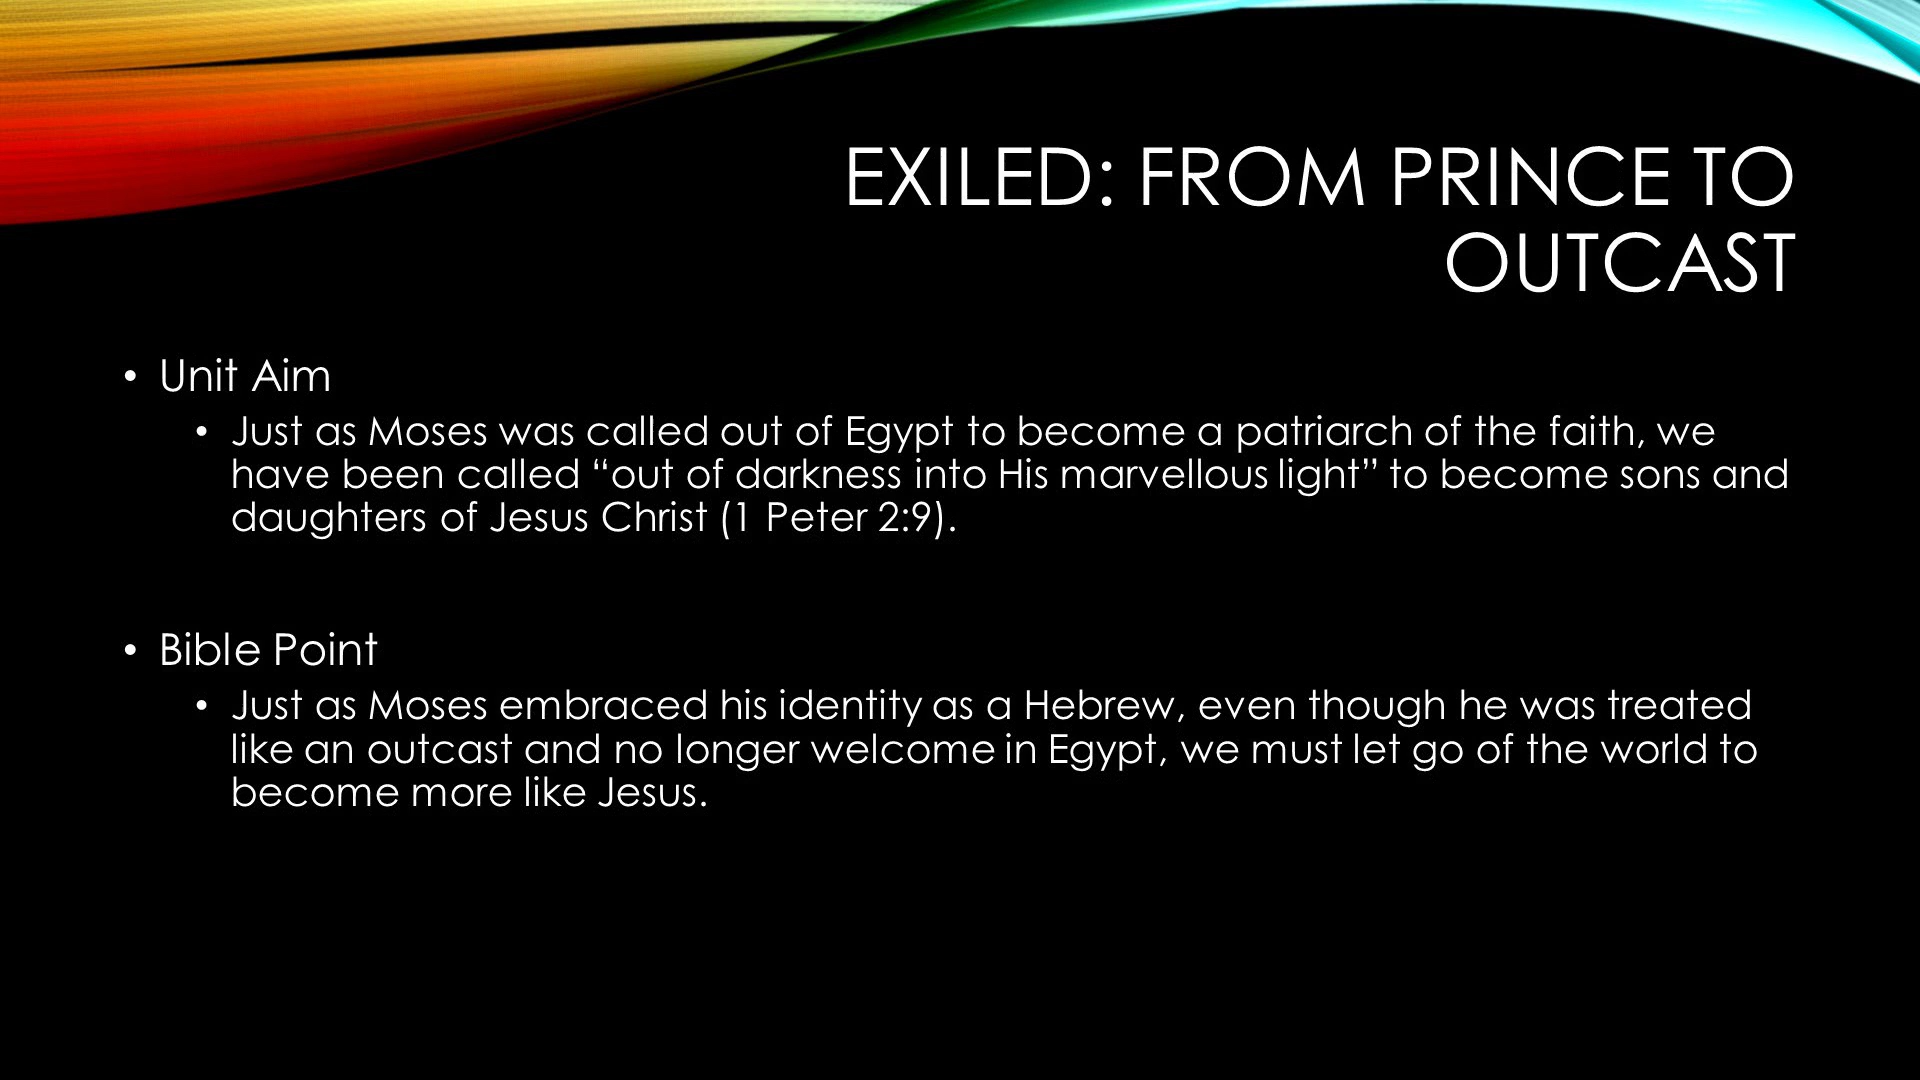 EXILED: FROM PRINCE TO
OUTCAST
• Unit Aim
• Just as Moses was called out of Egypt to become a patriarch of the faith, we
have been called “out of darkness into His marvellous light” to become sons and
daughters of Jesus Christ (1 Peter 2:9).
• Bible Point
• Just as Moses embraced his identity as a Hebrew, even though he was treated
like an outcast and no longer welcome in Egypt, we must let go of the world to
become more like Jesus.